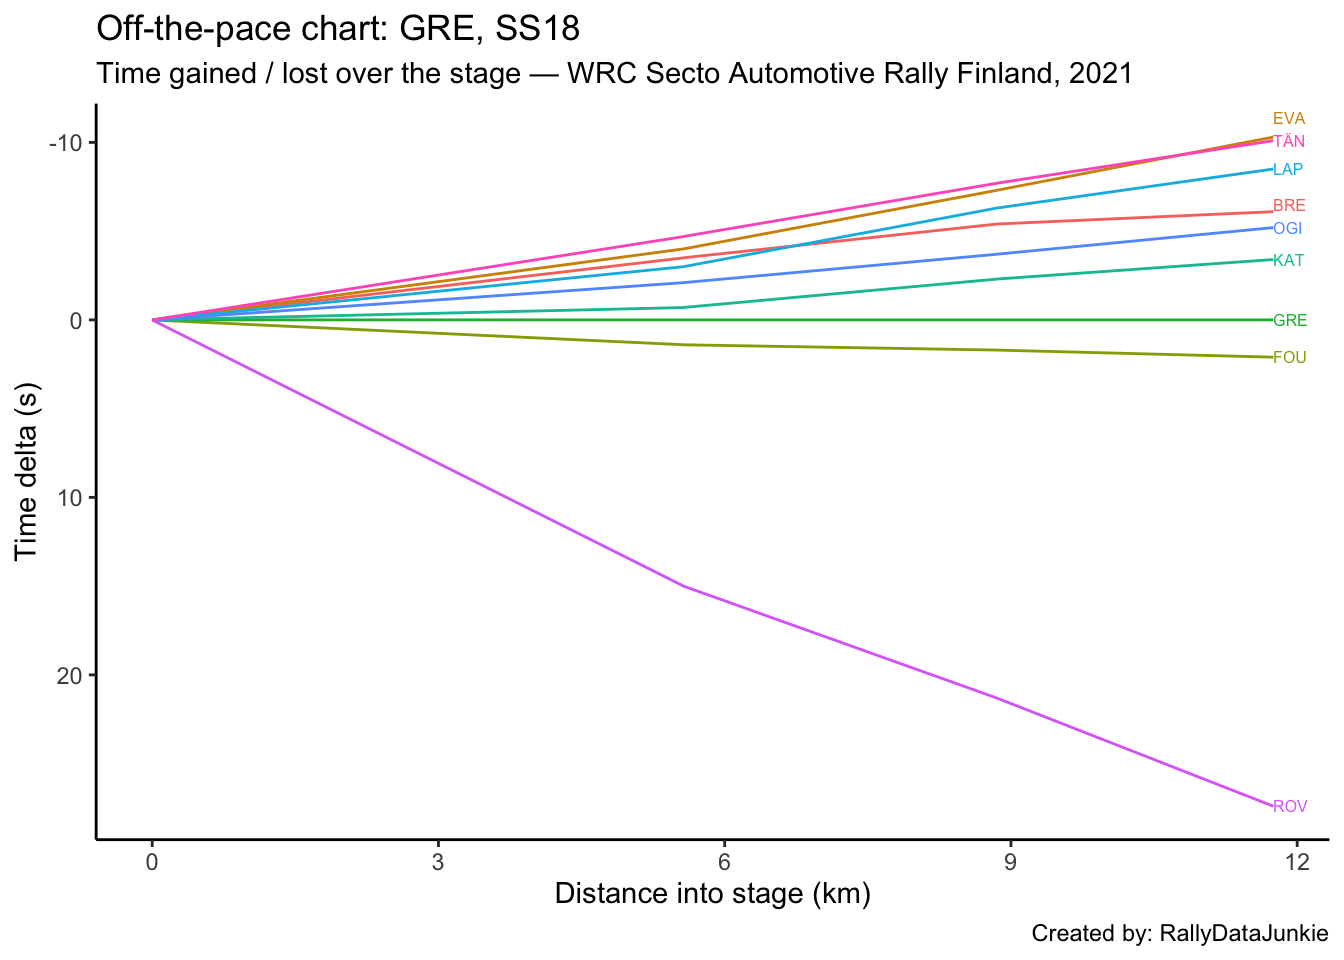 Off-the-pace chart: GRE, SS18
Time gained / lost over the stage — WRC Secto Automotive Rally Finland, 2021
EVA
-10
TÄN
LAP
BRE
OGI
KAT
0
GRE
FOU
Time delta (s)
10
20
ROV
0 3 6 9 12
Distance into stage (km)
Created by: RallyDataJunkie